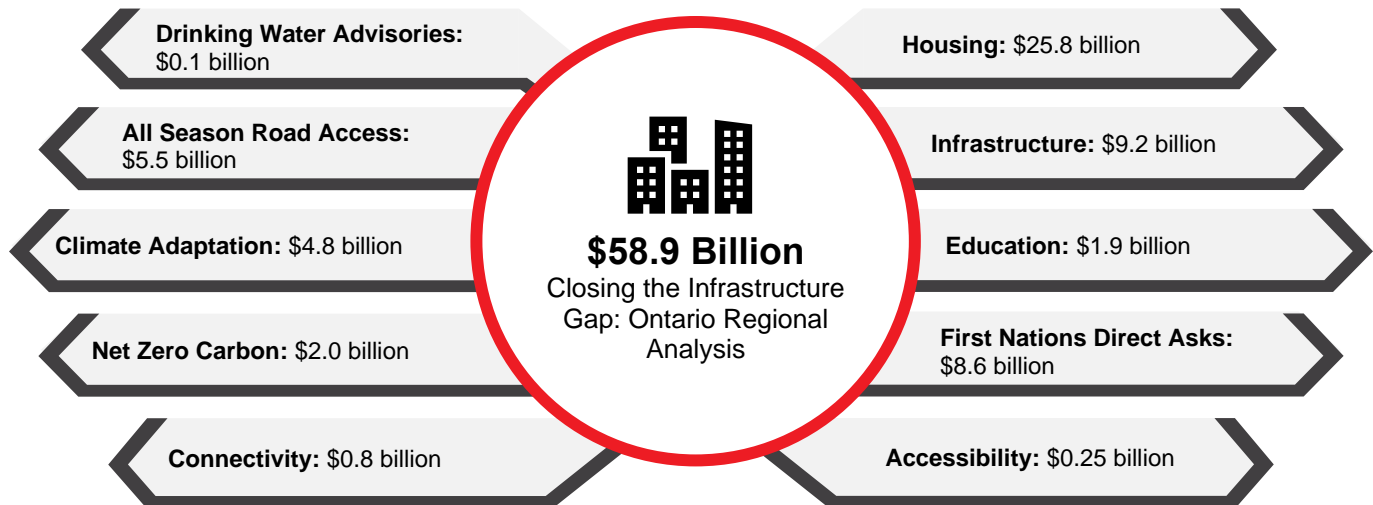 Drinking Water Advisories:
$0.1 billion
All Season Road Access:
$5.5 billion
Climate Adaptation: $4.8 billion
Net Zero Carbon: $2.0 billion
Connectivity: $0.8 billion
$58.9 Billion
Closing the Infrastructure
Gap: Ontario Regional
Analysis
Housing: $25.8 billion
Infrastructure: $9.2 billion
Education: $1.9 billion
First Nations Direct Asks:
$8.6 billion
Accessibility: $0.25 billion